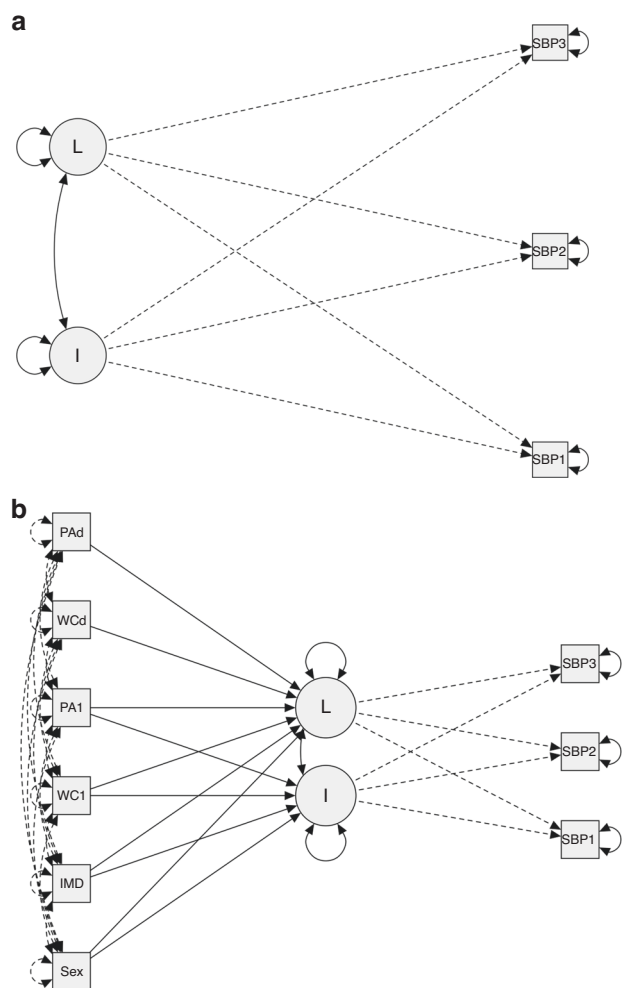 a
SBP3
L
SBP2
I
SBP1
b
PAd
WCd
SBP3
PA1
L
SBP2
WC1
I
SBP1
IMD
Sex